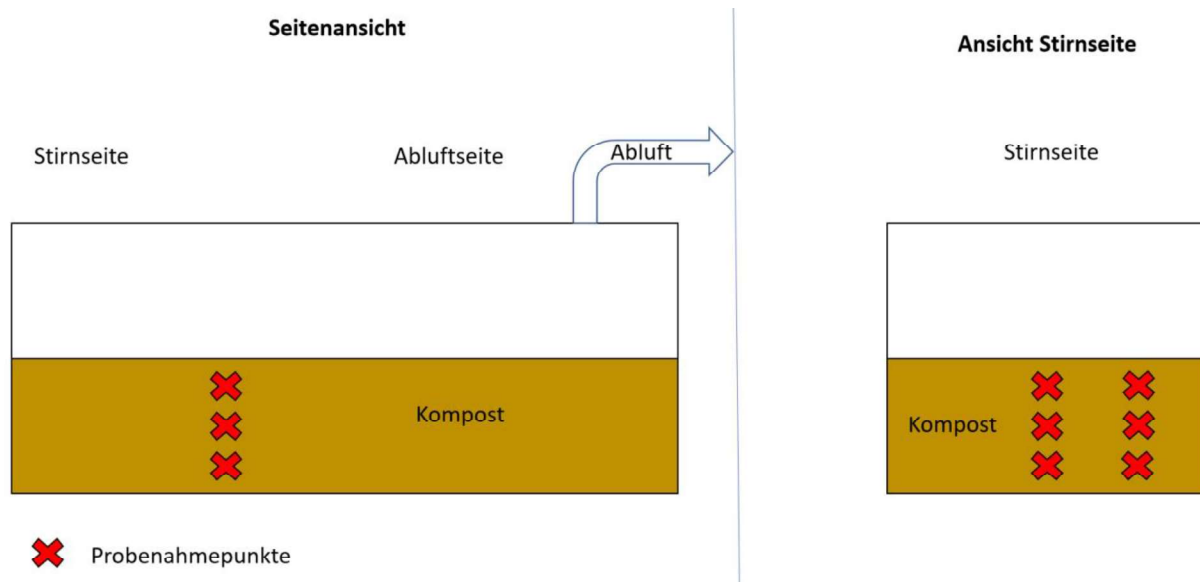 Seitenansicht
Stirnseite
Abluftseite
Abluft
Kompost
Probenahmepunkte
Ansicht Stirnseite
Stirnseite
Kompost